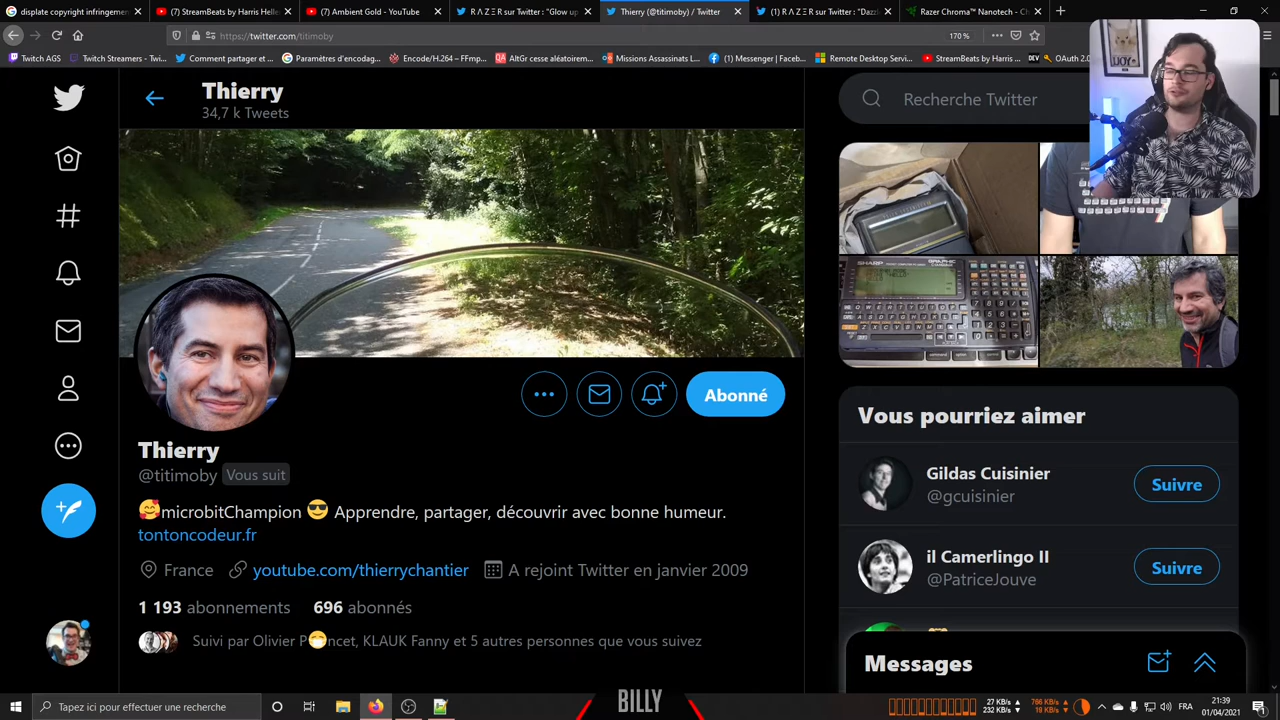 displate copyright infringemen
(7) StreamBeats by Harris Helle
(7) Ambient Gold - YouTube
R Λ Z Ξ R sur Twitter : "Glow up
Thierry (@titimoby) / Twitter
(1) R Λ Z Ξ R sur Twitter : "Dazzl
Razer Chroma™ Nanotech - Ch
https://twitter.com/titimoby
170 %
Twitch AGS
Twitch Streamers - Twi...
Comment partager et ...
Paramètres d'encodag...
Encode/H.264 – FFmp...
AltGr cesse aléatoirem...
Missions Assassinats L...
(1) Messenger | Faceb...
Remote Desktop Servi...
StreamBeats by Harris ...
DEV
OAuth 2.0
Thierry
34,7 k Tweets
Recherche Twitter
Abonné
Thierry
@titimoby Vous suit
🥰microbitChampion 😎 Apprendre, partager, découvrir avec bonne humeur.
tontoncodeur.fr
France youtube.com/thierrychantier A rejoint Twitter en janvier 2009
1 193 abonnements 696 abonnés
Suivi par Olivier P😷ncet, KLAUK Fanny et 5 autres personnes que vous suivez
SHARP
Vous pourriez aimer
Gildas Cuisinier
@gcuisinier
Suivre
il Camerlingo II
@PatriceJouve
Suivre
Messages
Tapez ici pour effectuer une recherche
BILLY
27 KB/s
232 KB/s
786 KB/s
19 KB/s
FRA
21:39
01/04/2021